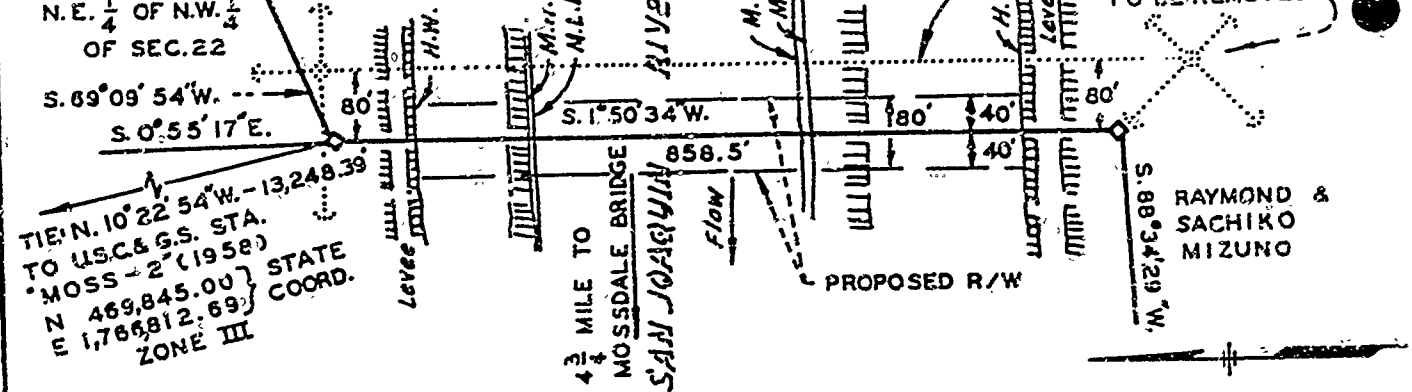 N.E. 1/4 OF N.W. 1/4
OF SEC.22
S. 69°09'54"W.
S. 0°55'17"E.
80'
H.W.
S. 1°50'34"W.
858.5'
80'
40'
40'
80'
H.
Levee
TIE: N. 10°22'54"W. - 13,248.39'
TO U.S.C.& G.S. STA.
"MOSS - 2" (1958)
N 469,845.00 } STATE
E 1,766,812.69 } COORD.
ZONE III
Levee
4 3/4 MILE TO
MOSSDALE BRIDGE
SAN JOAQUIN
Flow
PROPOSED R/W
S. 88°34'29"W.
RAYMOND &
SACHIKO
MIZUNO